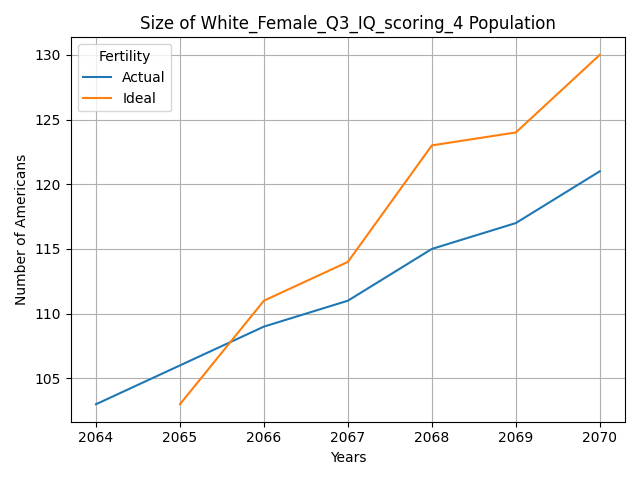 Size of White_Female_Q3_IQ_scoring_4 Population
Fertility
Actual
Ideal
Number of Americans
130
125
120
115
110
105
2064 2065 2066 2067 2068 2069 2070
Years